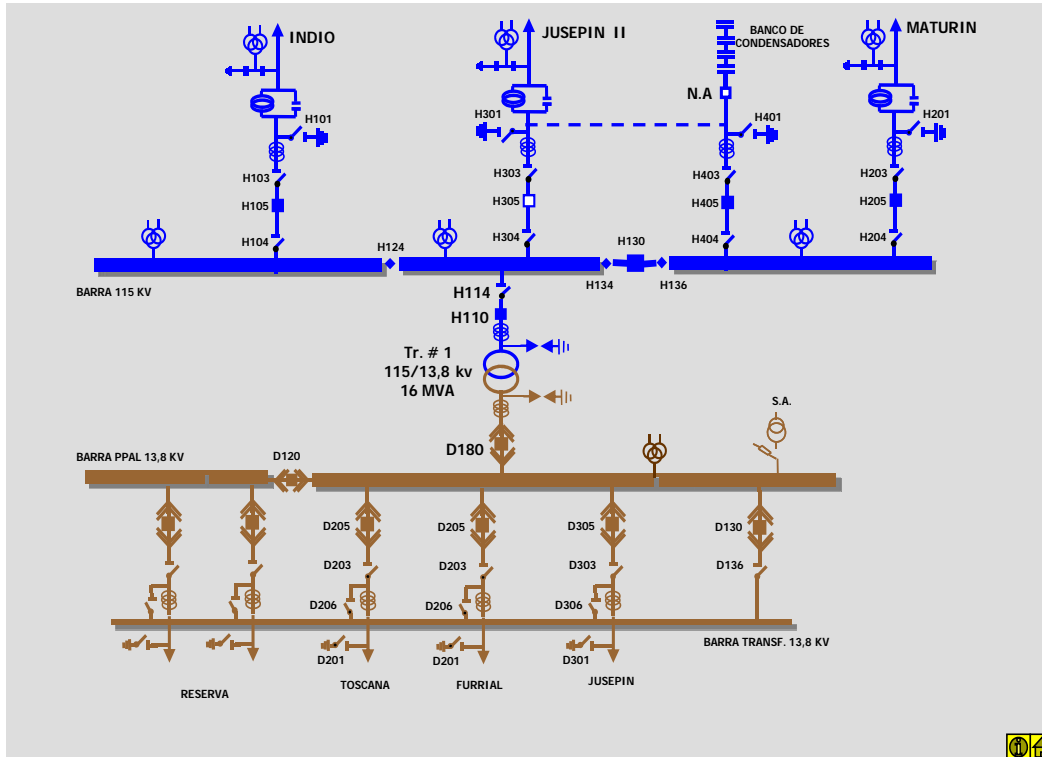 INDIO
JUSEPIN II
BANCO DE
CONDENSADORES
MATURIN
N.A
H101
H301
H401
H201
H103
H303
H403
H203
H105
H305
H405
H205
H104
H304
H404
H204
H124
H130
H134
H136
BARRA 115 KV
H114
H110
Tr. # 1
115/13,8 kv
16 MVA
S.A.
D180
BARRA PPAL 13,8 KV
D120
D205
D205
D305
D130
D203
D203
D303
D136
D206
D206
D306
BARRA TRANSF. 13,8 KV
D201
D201
D301
RESERVA
TOSCANA
FURRIAL
JUSEPIN